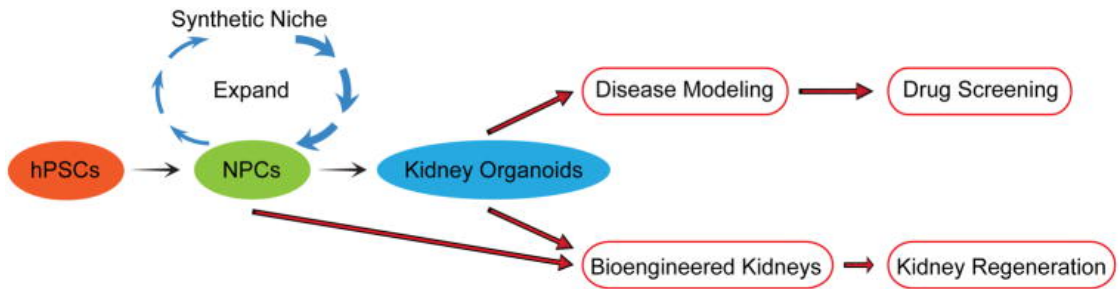 Synthetic Niche
Expand
hPSCs
NPCs
Kidney Organoids
Disease Modeling
Drug Screening
Bioengineered Kidneys
Kidney Regeneration